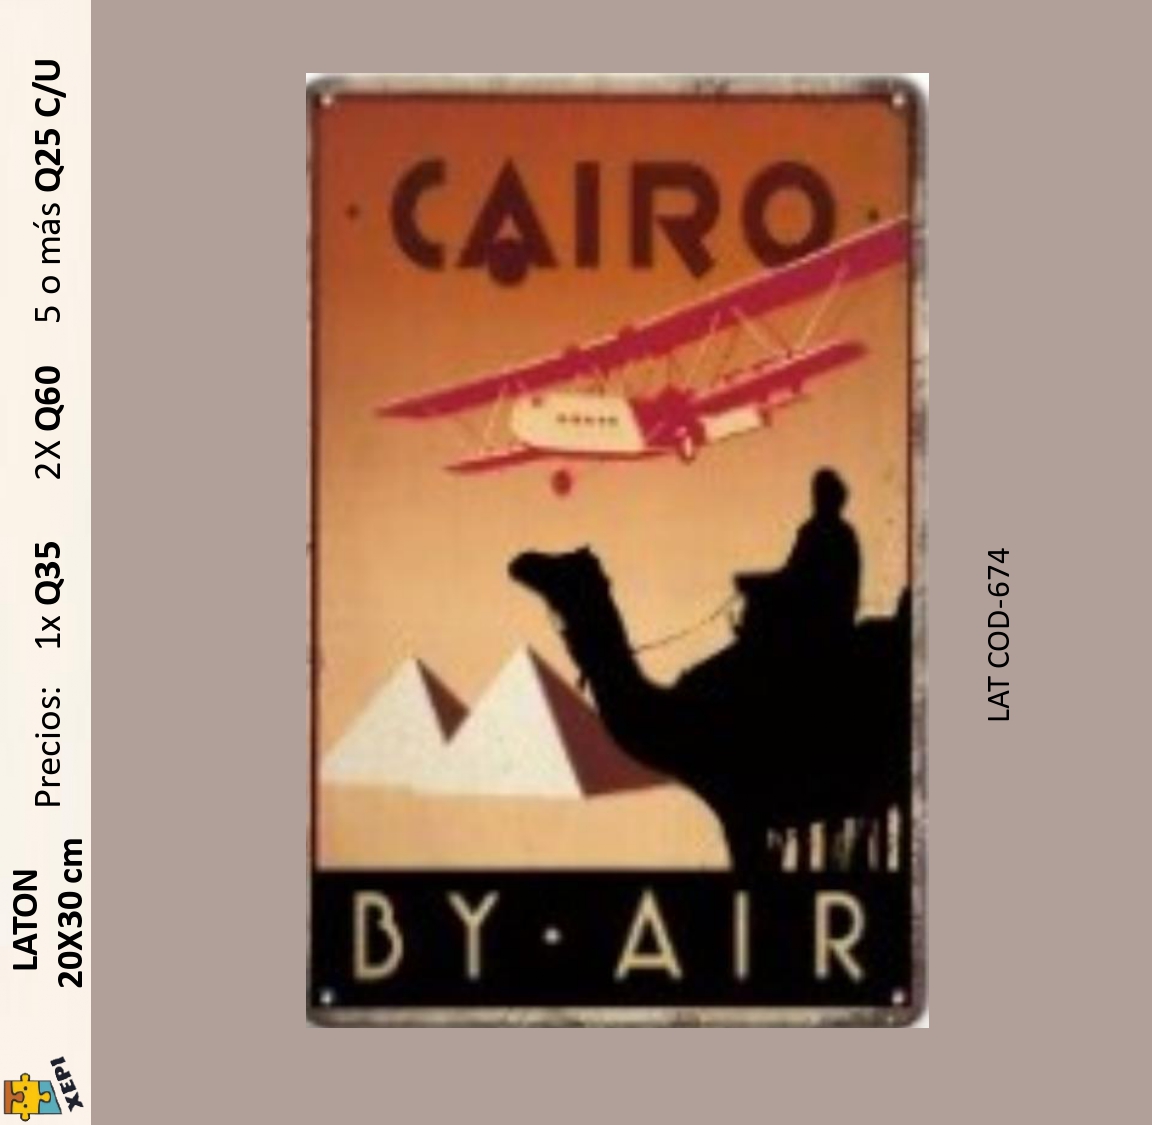 LATON
20X30 cm
Precios: 1x Q35 2X Q60 5 o más Q25 C/U
XEPI
CAIRO
BY · AIR
LAT COD-674